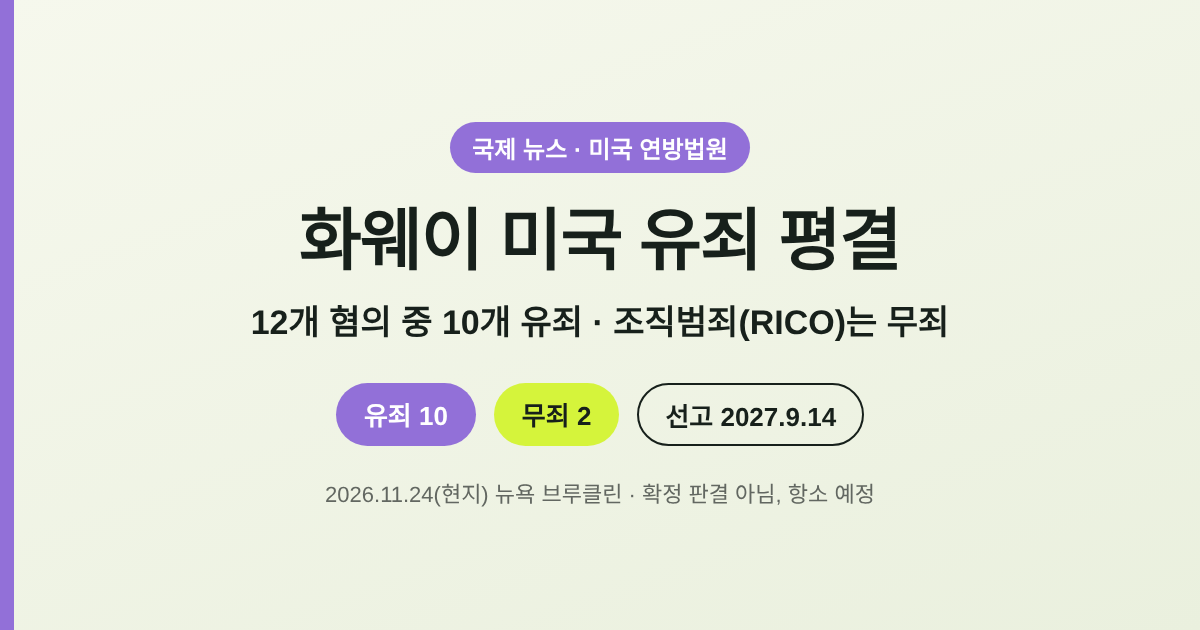 국제 뉴스 · 미국 연방법원
화웨이 미국 유죄 평결
12개 혐의 중 10개 유죄 · 조직범죄(RICO)는 무죄
유죄 10 무죄 2 선고 2027.9.14
2026.11.24(현지) 뉴욕 브루클린 · 확정 판결 아님, 항소 예정